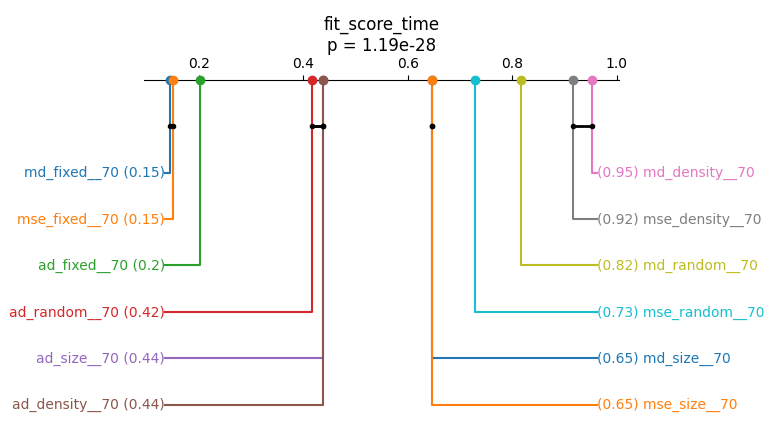 fit_score_time
p = 1.19e-28
0.2 0.4 0.6 0.8 1.0
md_fixed__70 (0.15) (0.95) md_density__70
mse_fixed__70 (0.15) (0.92) mse_density__70
ad_fixed__70 (0.2) (0.82) md_random__70
ad_random__70 (0.42) (0.73) mse_random__70
ad_size__70 (0.44) (0.65) md_size__70
ad_density__70 (0.44) (0.65) mse_size__70